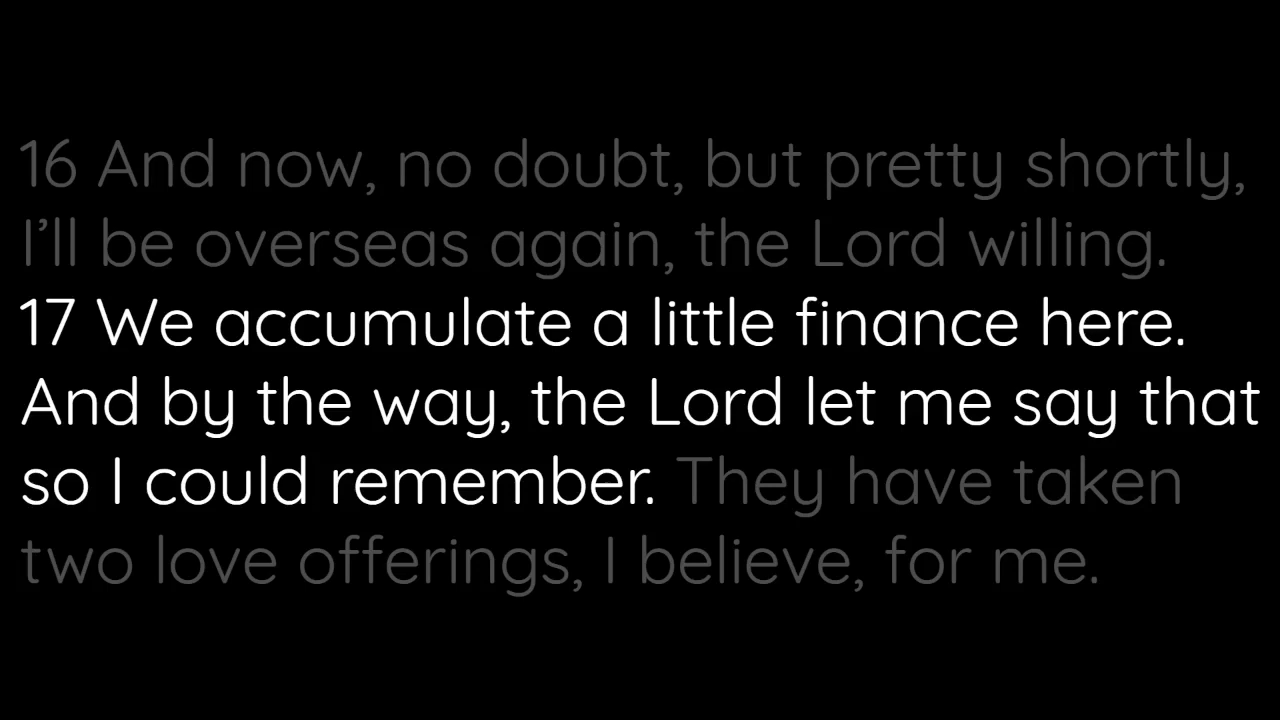 16 And now, no doubt, but pretty shortly,
I’ll be overseas again, the Lord willing.
17 We accumulate a little finance here.
And by the way, the Lord let me say that
so I could remember. They have taken
two love offerings, I believe, for me.